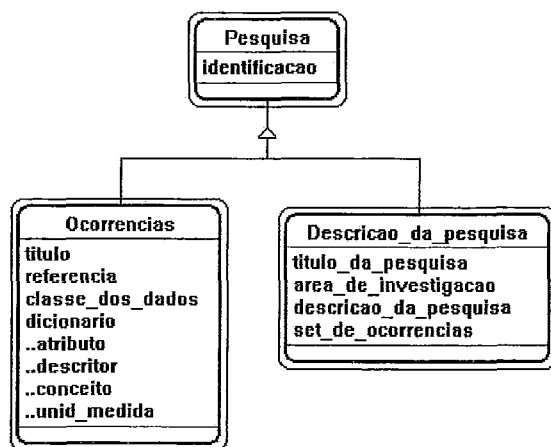 Pesquisa
identificacao
Ocorrencias
titulo
referencia
classe_dos_dados
dicionario
..atributo
..descritor
..conceito
..unid_medida
Descricao_da_pesquisa
titulo_da_pesquisa
area_de_investigacao
descricao_da_pesquisa
set_de_ocorrencias